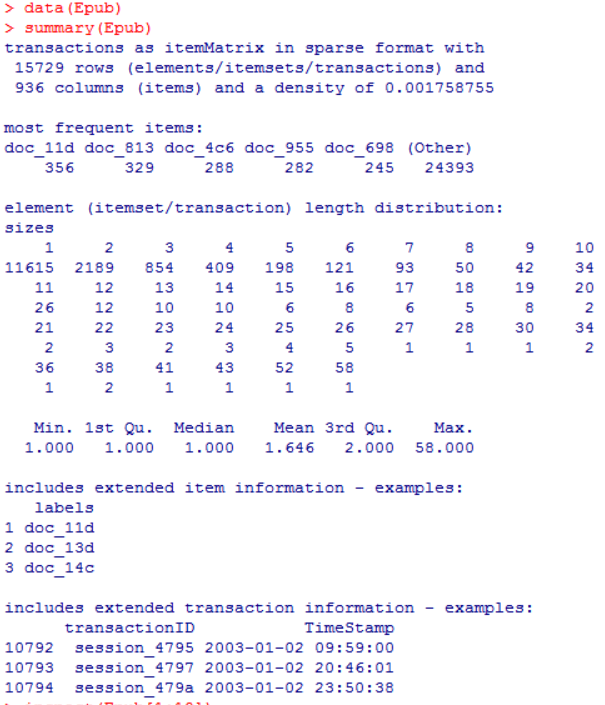 > data(Epub)
> summary(Epub)
transactions as itemMatrix in sparse format with
 15729 rows (elements/itemsets/transactions) and
 936 columns (items) and a density of 0.001758755
most frequent items:
doc_11d doc_813 doc_4c6 doc_955 doc_698 (Other)
    356     329     288     282     245   24393
element (itemset/transaction) length distribution:
sizes
    1     2     3     4     5     6     7     8     9    10
11615  2189   854   409   198   121    93    50    42    34
   11    12    13    14    15    16    17    18    19    20
   26    12    10    10     6     8     6     5     8     2
   21    22    23    24    25    26    27    28    30    34
    2     3     2     3     4     5     1     1     1     2
   36    38    41    43    52    58
    1     2     1     1     1     1
   Min. 1st Qu.  Median    Mean 3rd Qu.    Max.
  1.000   1.000   1.000   1.646   2.000  58.000
includes extended item information - examples:
   labels
1 doc_11d
2 doc_13d
3 doc_14c
includes extended transaction information - examples:
      transactionID           TimeStamp
10792  session_4795 2003-01-02 09:59:00
10793  session_4797 2003-01-02 20:46:01
10794  session_479a 2003-01-02 23:50:38